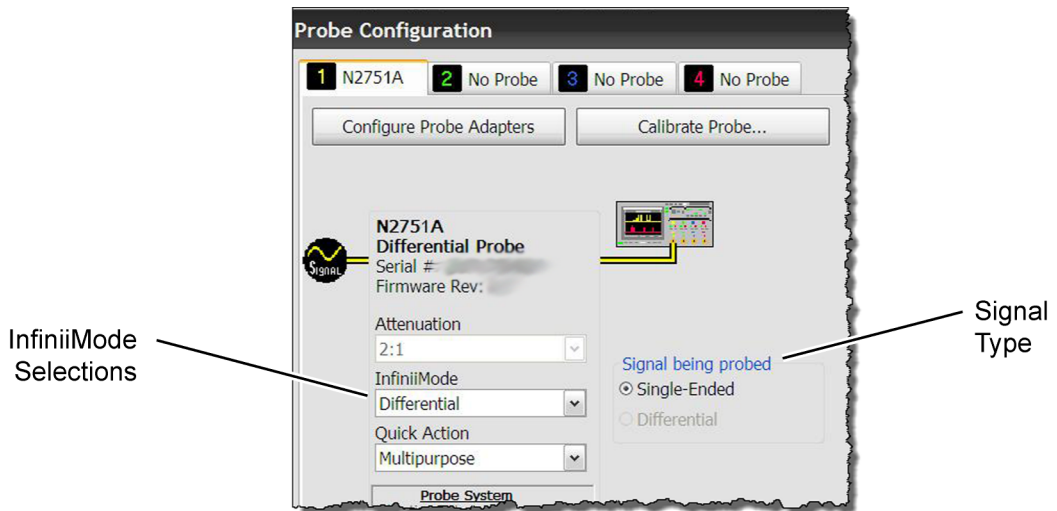 Probe Configuration
1 N2751A 2 No Probe 3 No Probe 4 No Probe
Configure Probe Adapters Calibrate Probe...
N2751A
Differential Probe
Serial #:
Firmware Rev:
SIGNAL
Attenuation
2:1
InfiniiMode
Differential
Quick Action
Multipurpose
Probe System
Signal being probed
Single-Ended
Differential
InfiniiMode
Selections
Signal
Type